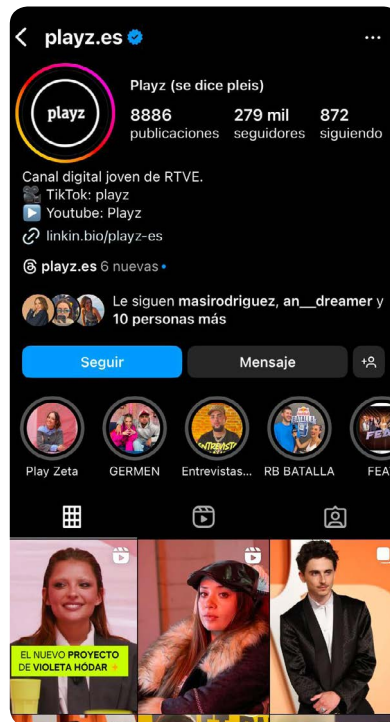 playz.es
playz
Playz (se dice pleis)
8886 279 mil 872
publicaciones seguidores siguiendo
Canal digital joven de RTVE.
TikTok: playz
Youtube: Playz
linkin.bio/playz-es
playz.es 6 nuevas
Le siguen masirodriguez, an__dreamer y
10 personas más
Seguir Mensaje
Play Zeta GERMEN Entrevistas... RB BATALLA FEA
EL NUEVO PROYECTO
DE VIOLETA HÓDAR